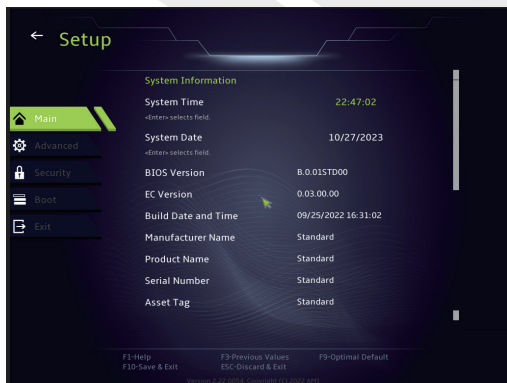 Setup
System Information
System Time 22:47:02
<Enter> selects field.
Main
System Date 10/27/2023
Advanced
<Enter> selects field.
Security
BIOS Version B.0.01STD00
EC Version 0.03.00.00
Boot
Build Date and Time 09/25/2022 16:31:02
Exit
Manufacturer Name Standard
Product Name Standard
Serial Number Standard
Asset Tag Standard
F1-Help F3-Previous Values F9-Optimal Default
F10-Save & Exit ESC-Discard & Exit
Copyright (C) 2022 AMI